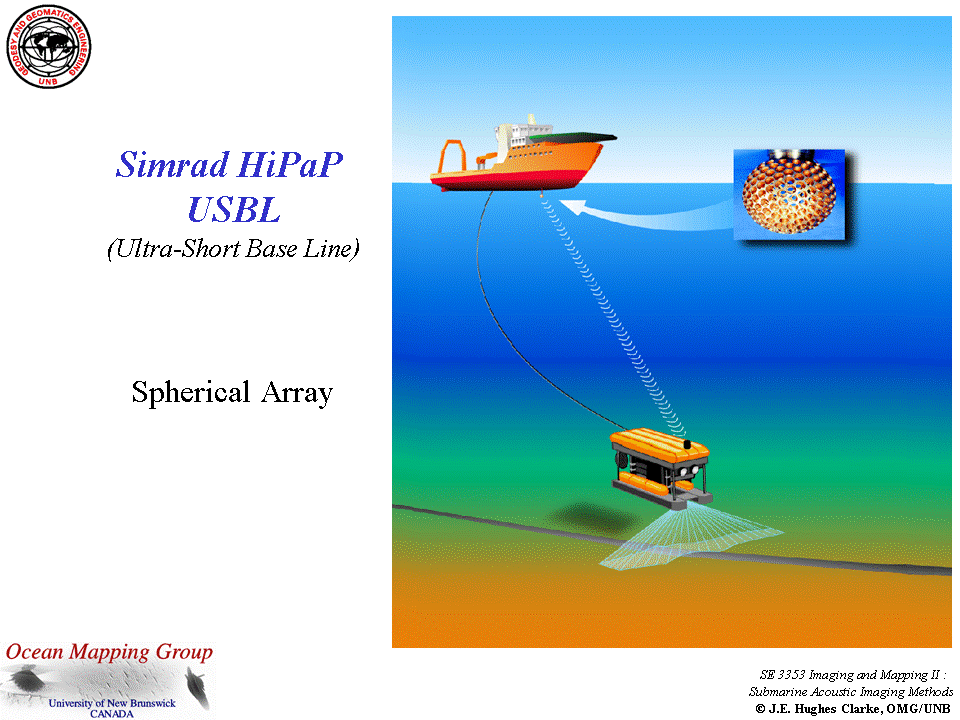 GEODESY AND GEOMATICS ENGINEERING
UNB
Simrad HiPaP
USBL
(Ultra-Short Base Line)
Spherical Array
Ocean Mapping Group
University of New Brunswick
CANADA
SE 3353 Imaging and Mapping II :
Submarine Acoustic Imaging Methods
© J.E. Hughes Clarke, OMG/UNB